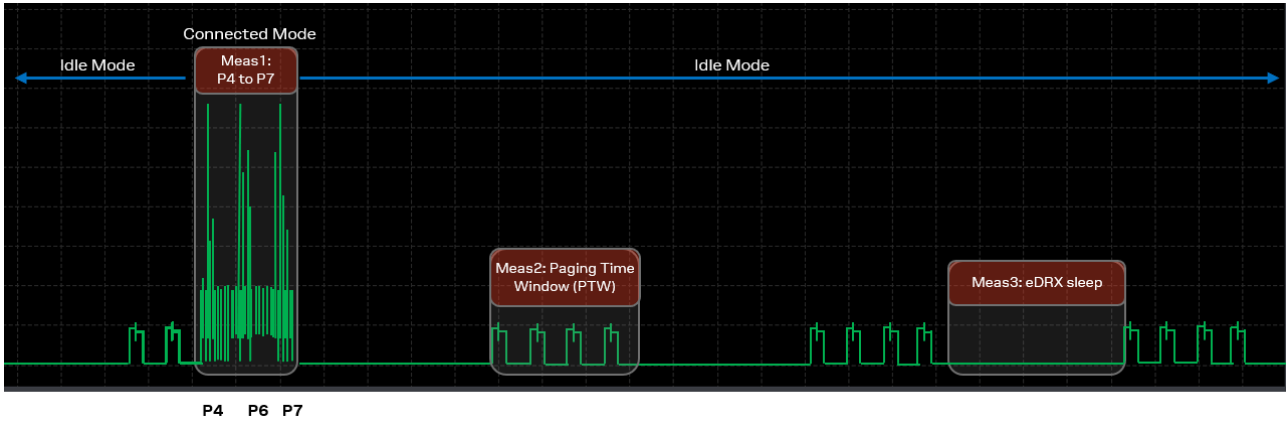 Connected Mode
Idle Mode
Meas1:
P4 to P7
Idle Mode
Meas2: Paging Time
Window (PTW)
Meas3: eDRX sleep
P4 P6 P7